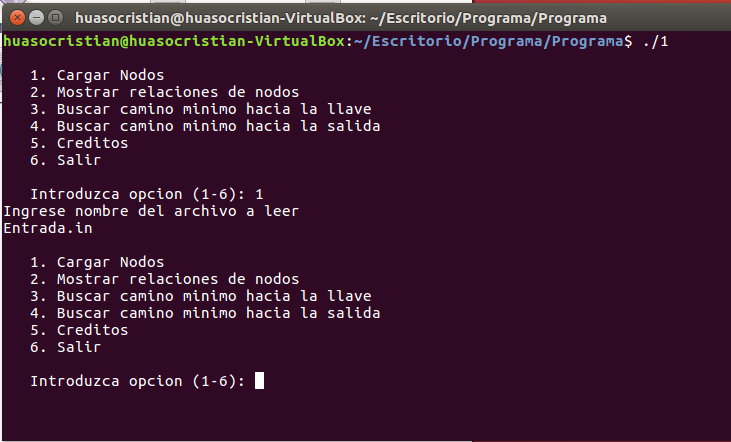 huasocristian@huasocristian-VirtualBox: ~/Escritorio/Programa/Programa
huasocristian@huasocristian-VirtualBox:~/Escritorio/Programa/Programa$ ./1
1. Cargar Nodos
2. Mostrar relaciones de nodos
3. Buscar camino minimo hacia la llave
4. Buscar camino minimo hacia la salida
5. Creditos
6. Salir
Introduzca opcion (1-6): 1
Ingrese nombre del archivo a leer
Entrada.in
1. Cargar Nodos
2. Mostrar relaciones de nodos
3. Buscar camino minimo hacia la llave
4. Buscar camino minimo hacia la salida
5. Creditos
6. Salir
Introduzca opcion (1-6):